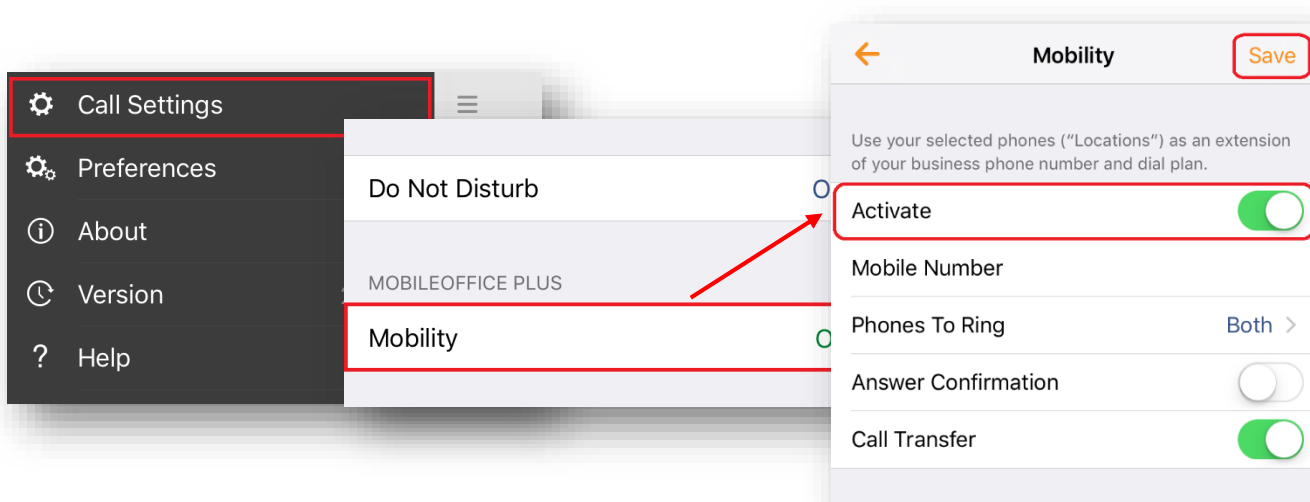 Call Settings
Preferences
About
Version
?
Help
Do Not Disturb
MOBILEOFFICE PLUS
Mobility
Mobility
Save
Use your selected phones (“Locations”) as an extension
of your business phone number and dial plan.
Activate
Mobile Number
Phones To Ring
Both >
Answer Confirmation
Call Transfer